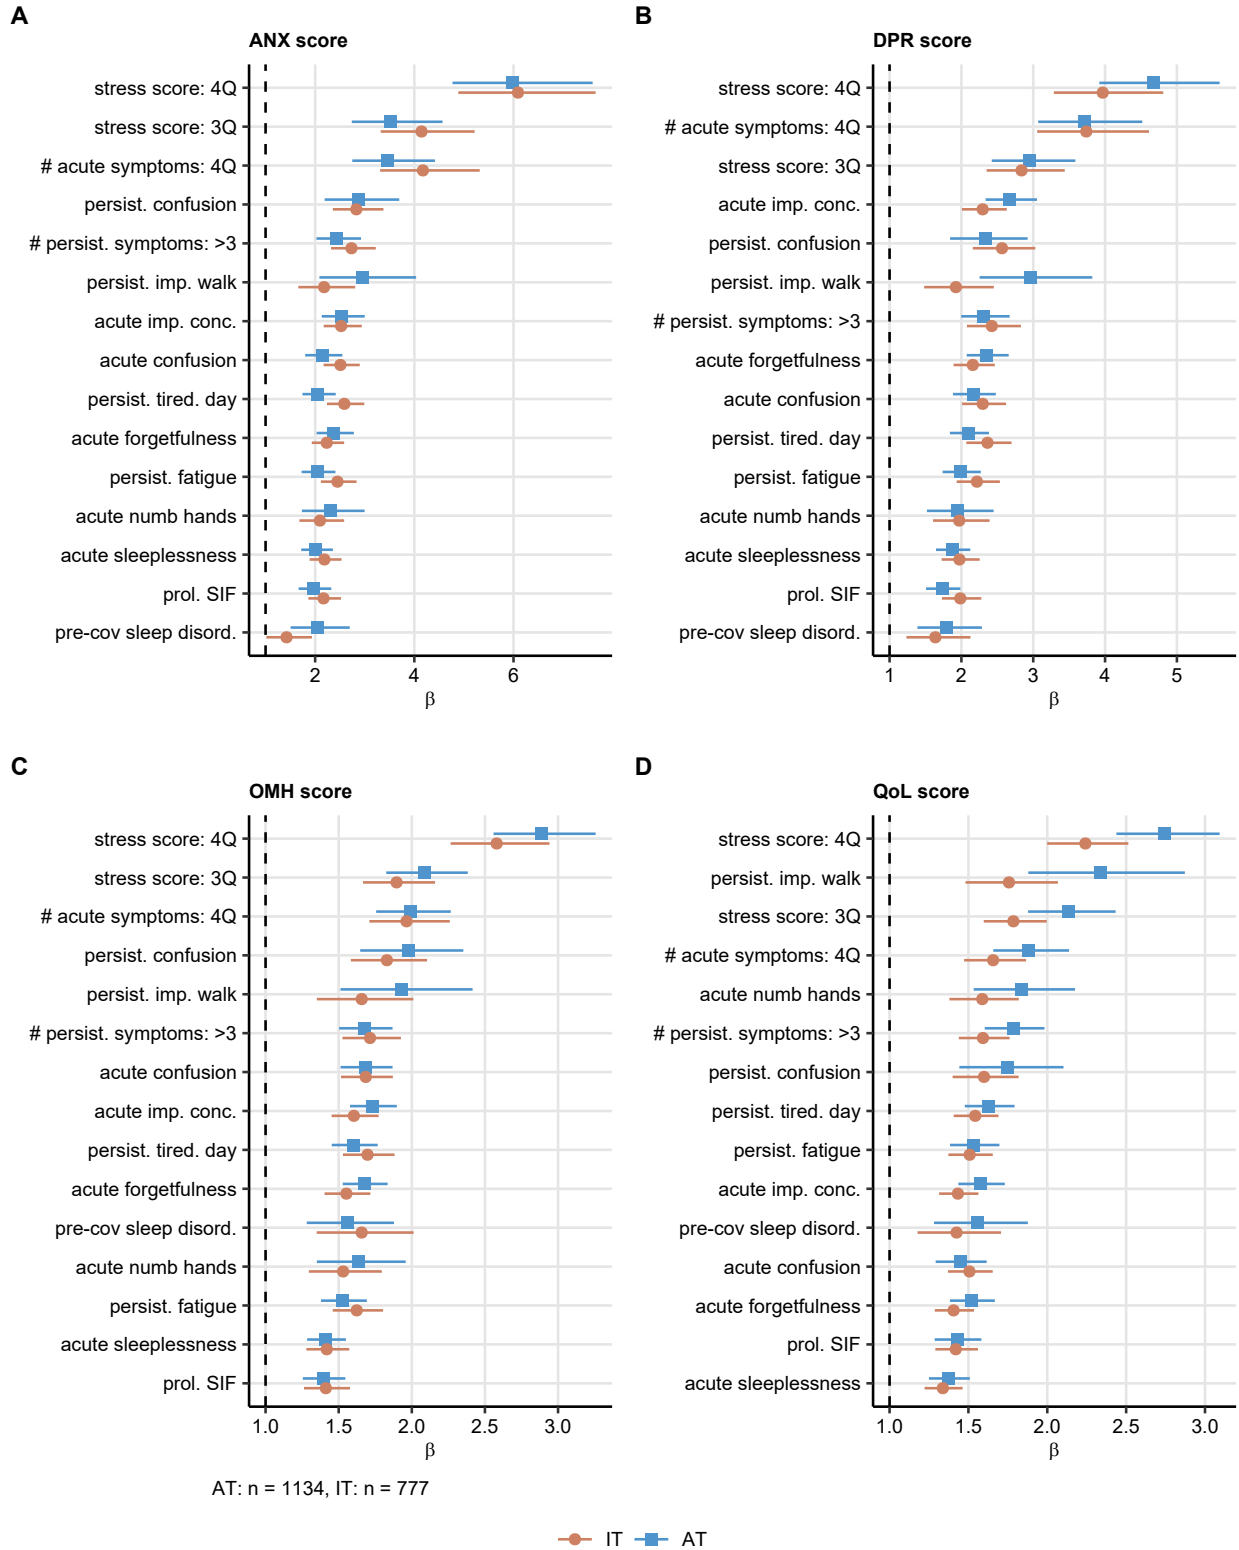 A
ANX score
stress score: 4Q
stress score: 3Q
# acute symptoms: 4Q
persist. confusion
# persist. symptoms: >3
persist. imp. walk
acute imp. conc.
acute confusion
persist. tired. day
acute forgetfulness
persist. fatigue
acute numb hands
acute sleeplessness
prol. SIF
pre-cov sleep disord.
2 4 6
β
B
DPR score
stress score: 4Q
# acute symptoms: 4Q
stress score: 3Q
acute imp. conc.
persist. confusion
persist. imp. walk
# persist. symptoms: >3
acute forgetfulness
acute confusion
persist. tired. day
persist. fatigue
acute numb hands
acute sleeplessness
prol. SIF
pre-cov sleep disord.
1 2 3 4 5
β
C
OMH score
stress score: 4Q
stress score: 3Q
# acute symptoms: 4Q
persist. confusion
persist. imp. walk
# persist. symptoms: >3
acute confusion
acute imp. conc.
persist. tired. day
acute forgetfulness
pre-cov sleep disord.
acute numb hands
persist. fatigue
acute sleeplessness
prol. SIF
1.0 1.5 2.0 2.5 3.0
β
AT: n = 1134, IT: n = 777
D
QoL score
stress score: 4Q
persist. imp. walk
stress score: 3Q
# acute symptoms: 4Q
acute numb hands
# persist. symptoms: >3
persist. confusion
persist. tired. day
persist. fatigue
acute imp. conc.
pre-cov sleep disord.
acute confusion
acute forgetfulness
prol. SIF
acute sleeplessness
1.0 1.5 2.0 2.5 3.0
β
IT AT